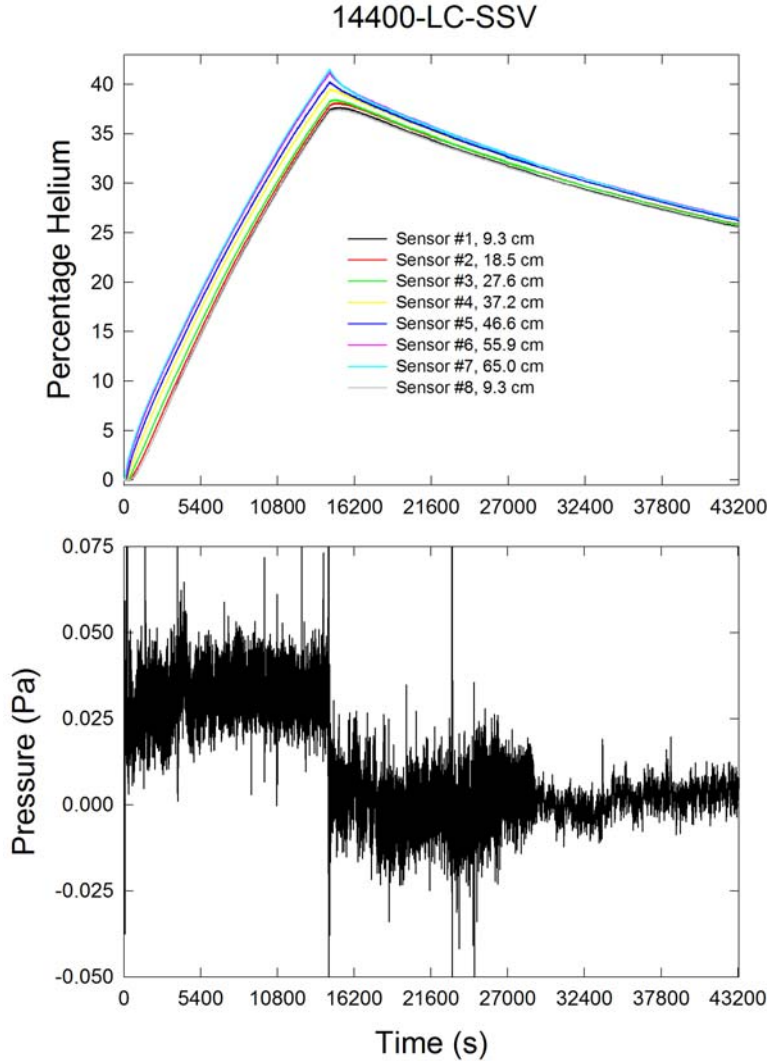 14400-LC-SSV
Percentage Helium
40
35
30
25
20
15
10
5
0
Sensor #1, 9.3 cm
Sensor #2, 18.5 cm
Sensor #3, 27.6 cm
Sensor #4, 37.2 cm
Sensor #5, 46.6 cm
Sensor #6, 55.9 cm
Sensor #7, 65.0 cm
Sensor #8, 9.3 cm
0 5400 10800 16200 21600 27000 32400 37800 43200
Pressure (Pa)
0.075
0.050
0.025
0.000
-0.025
-0.050
0 5400 10800 16200 21600 27000 32400 37800 43200
Time (s)